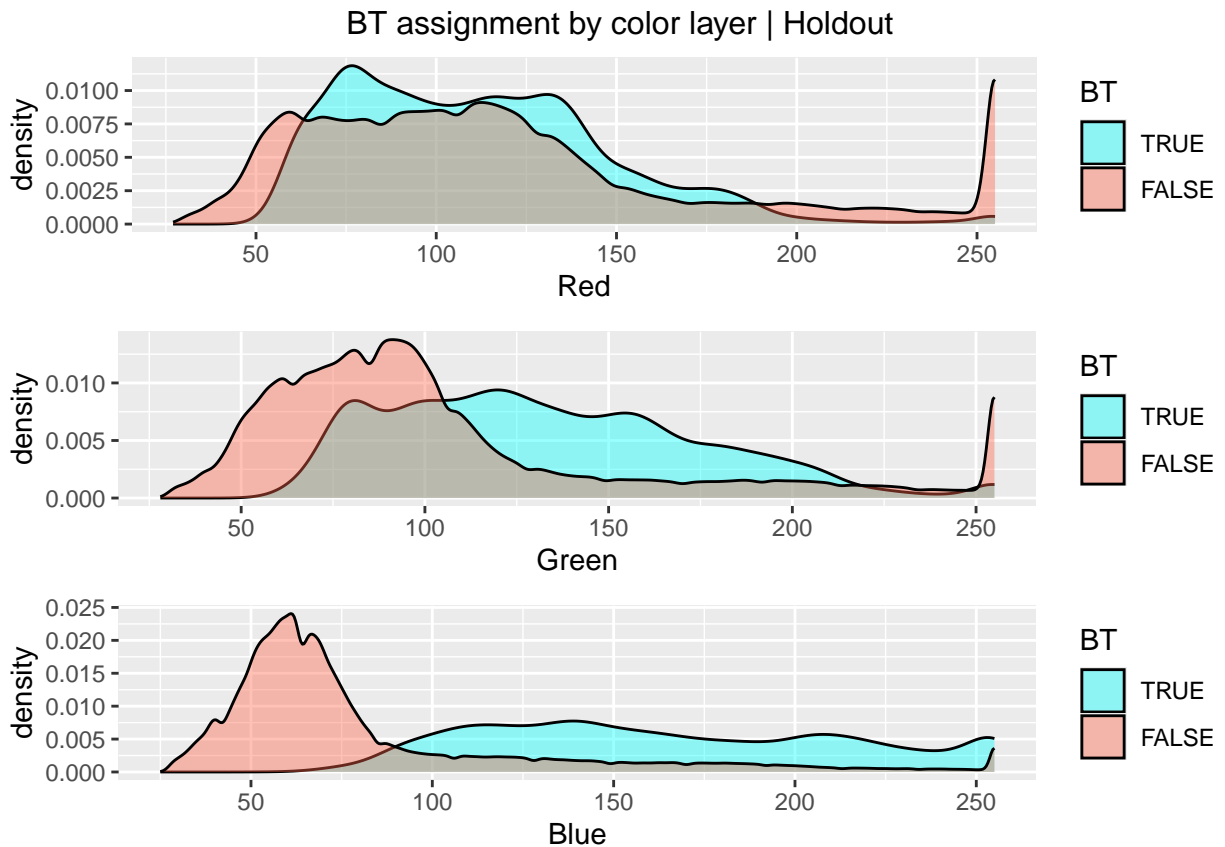 BT assignment by color layer | Holdout
density
0.0100
0.0075
0.0050
0.0025
0.0000
50 100 150 200 250
Red
BT
TRUE
FALSE
density
0.010
0.005
0.000
50 100 150 200 250
Green
BT
TRUE
FALSE
density
0.025
0.020
0.015
0.010
0.005
0.000
50 100 150 200 250
Blue
BT
TRUE
FALSE